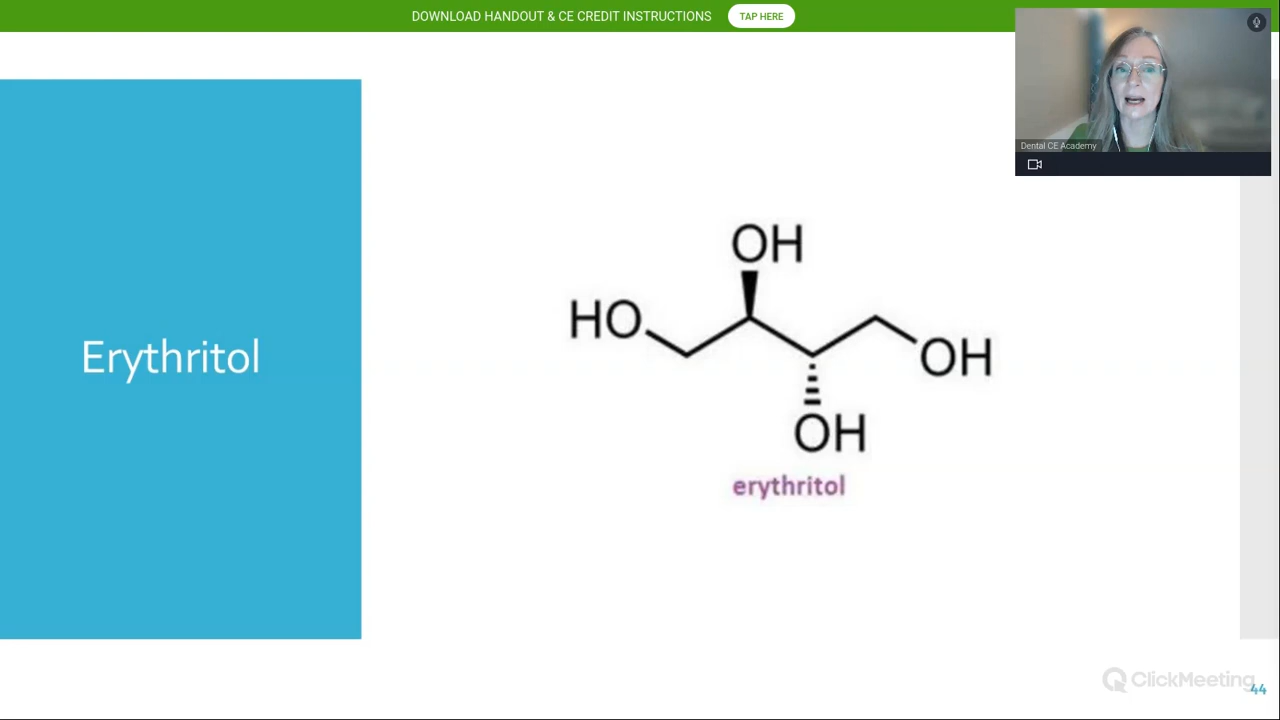 DOWNLOAD HANDOUT & CE CREDIT INSTRUCTIONS TAP HERE
Dental CE Academy
Erythritol
OH
HO
OH
OH
erythritol
ClickMeeting
44